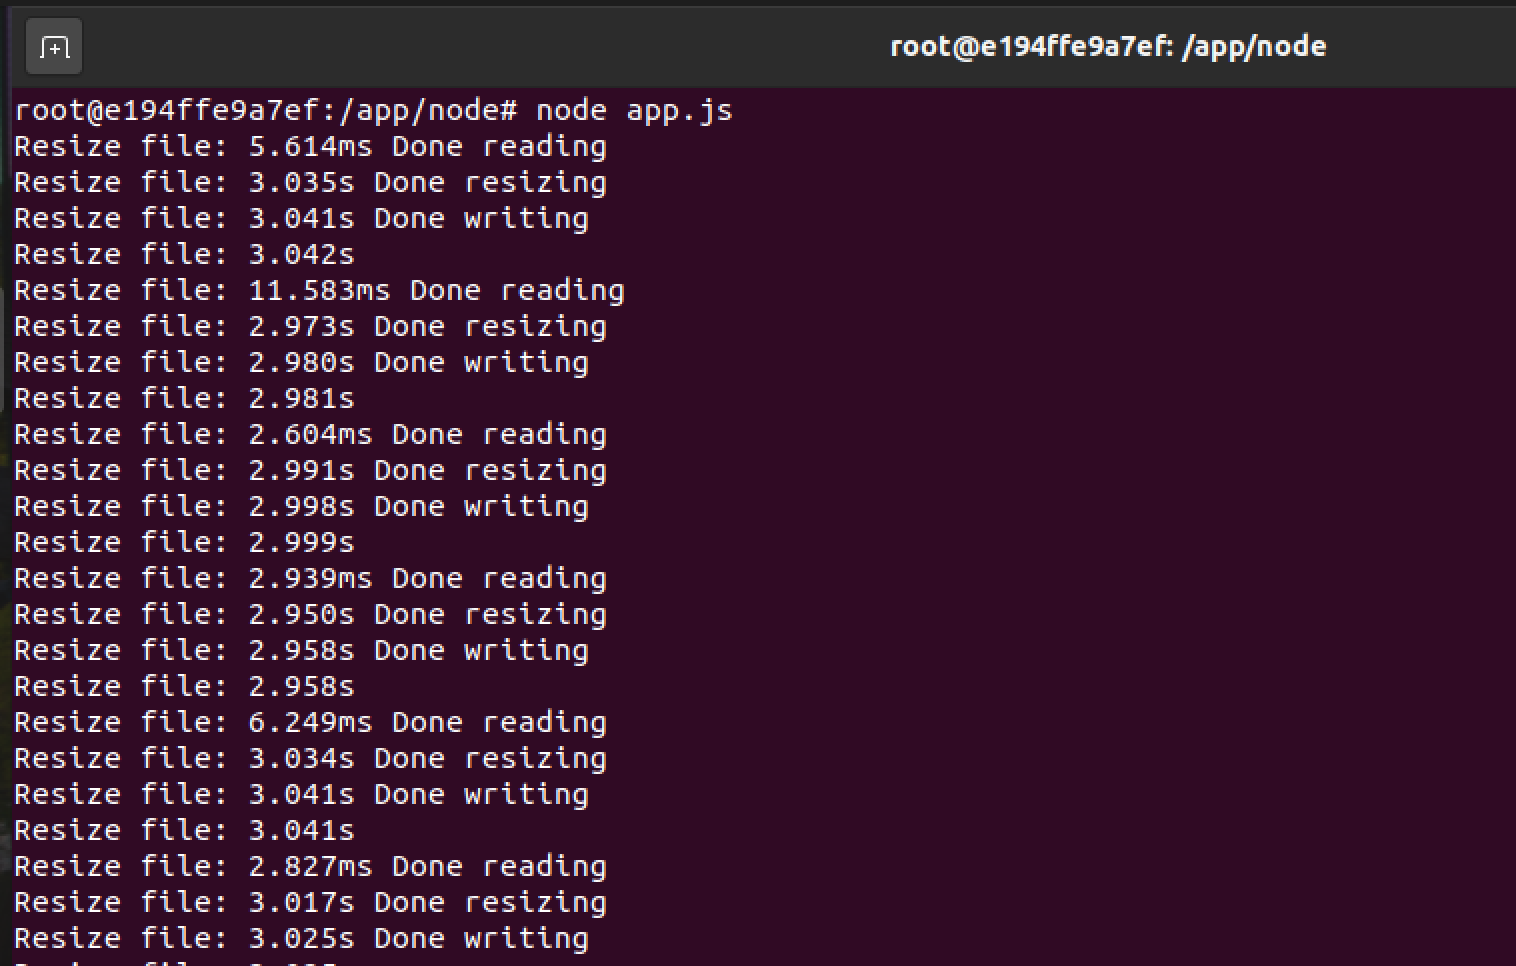 root@e194ffe9a7ef: /app/node
root@e194ffe9a7ef:/app/node# node app.js
Resize file: 5.614ms Done reading
Resize file: 3.035s Done resizing
Resize file: 3.041s Done writing
Resize file: 3.042s
Resize file: 11.583ms Done reading
Resize file: 2.973s Done resizing
Resize file: 2.980s Done writing
Resize file: 2.981s
Resize file: 2.604ms Done reading
Resize file: 2.991s Done resizing
Resize file: 2.998s Done writing
Resize file: 2.999s
Resize file: 2.939ms Done reading
Resize file: 2.950s Done resizing
Resize file: 2.958s Done writing
Resize file: 2.958s
Resize file: 6.249ms Done reading
Resize file: 3.034s Done resizing
Resize file: 3.041s Done writing
Resize file: 3.041s
Resize file: 2.827ms Done reading
Resize file: 3.017s Done resizing
Resize file: 3.025s Done writing